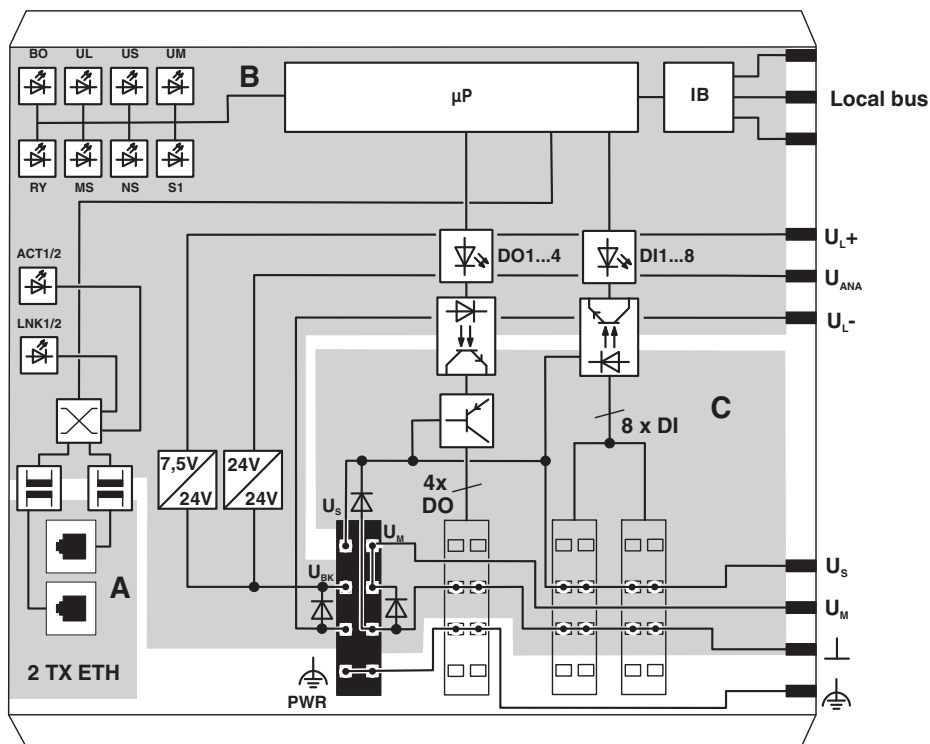 BO UL US UM
B
µP
IB
Local bus
RY MS NS S1
ACT1/2
DO1...4
DI1...8
UL+
UANA
LNK1/2
UL-
C
8 x DI
7,5V
24V
24V
24V
4x
DO
US
UM
UBK
A
US
UM
2 TX ETH
PWR